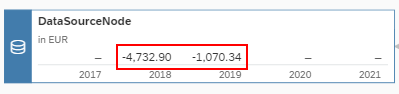 DataSourceNode
in EUR
– -4,732.90 -1,070.34 – –
2017 2018 2019 2020 2021